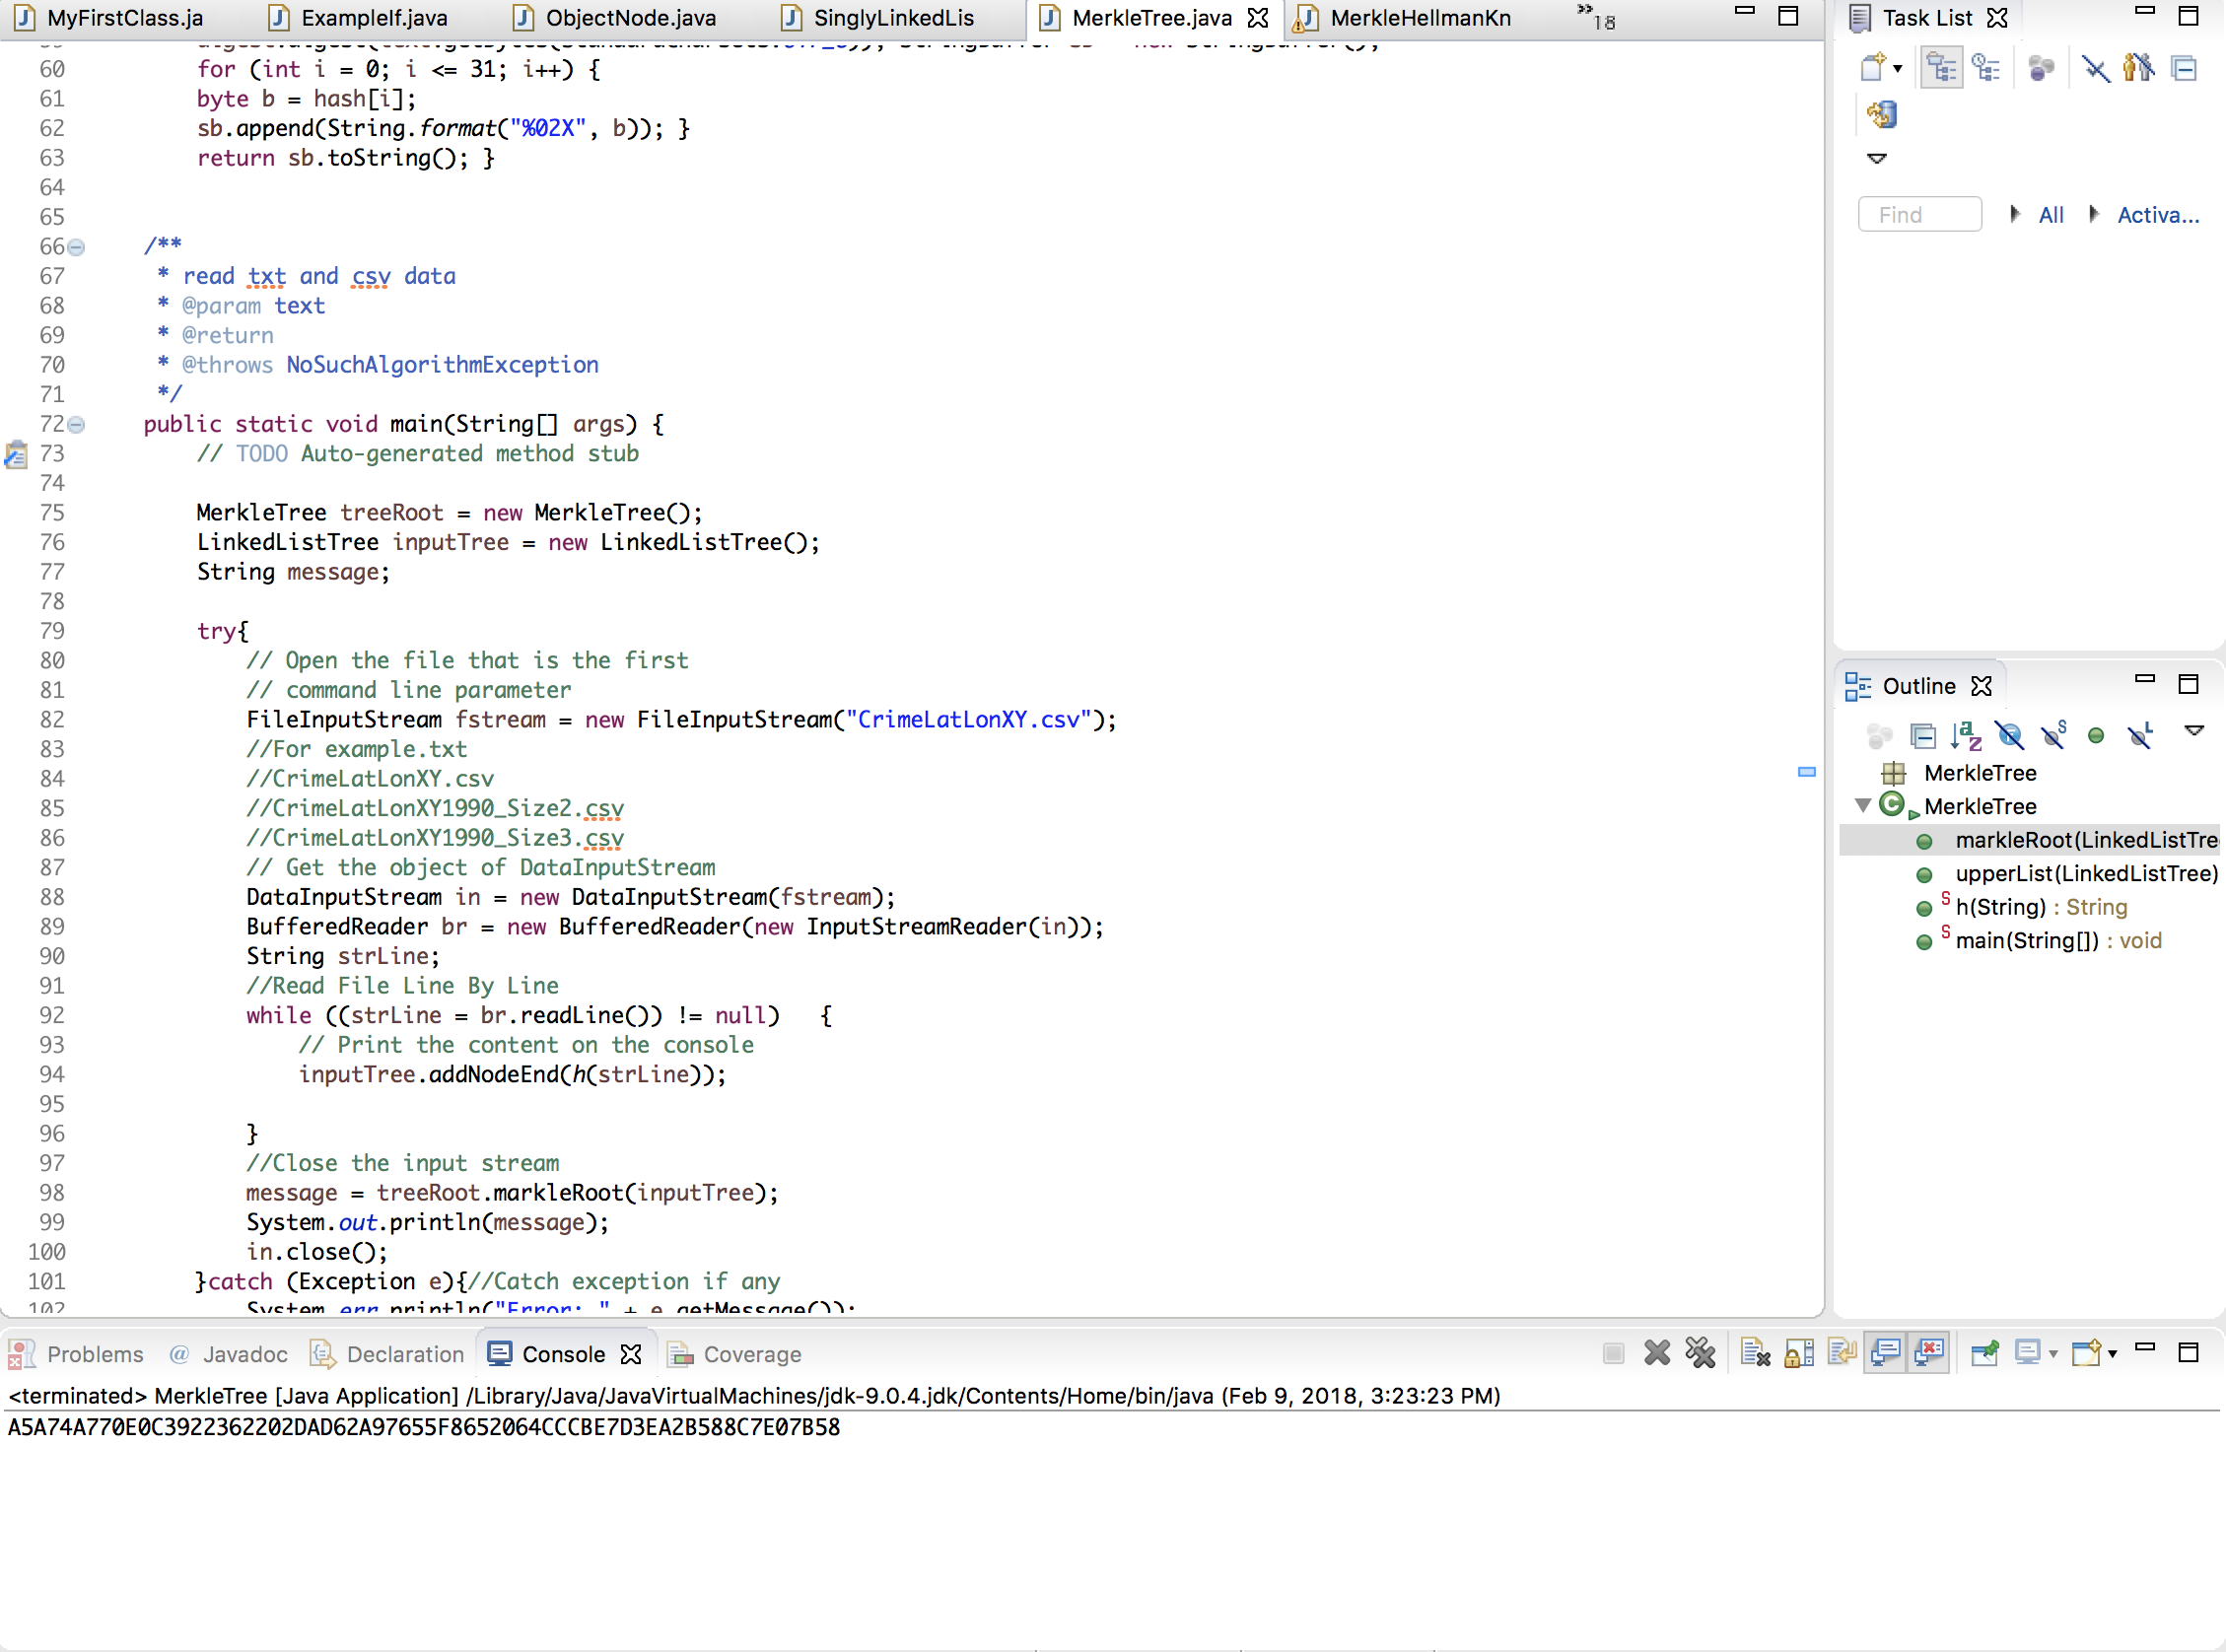 MyFirstClass.ja ExampleIf.java ObjectNode.java SinglyLinkedLis MerkleTree.java MerkleHellmanKn 18
60 for (int i = 0; i <= 31; i++) {
61 byte b = hash[i];
62 sb.append(String.format("%02X", b)); }
63 return sb.toString(); }
64
65
66 /**
67 * read txt and csv data
68 * @param text
69 * @return
70 * @throws NoSuchAlgorithmException
71 */
72 public static void main(String[] args) {
73 // TODO Auto-generated method stub
74
75 MerkleTree treeRoot = new MerkleTree();
76 LinkedListTree inputTree = new LinkedListTree();
77 String message;
78
79 try{
80 // Open the file that is the first
81 // command line parameter
82 FileInputStream fstream = new FileInputStream("CrimeLatLonXY.csv");
83 //For example.txt
84 //CrimeLatLonXY.csv
85 //CrimeLatLonXY1990_Size2.csv
86 //CrimeLatLonXY1990_Size3.csv
87 // Get the object of DataInputStream
88 DataInputStream in = new DataInputStream(fstream);
89 BufferedReader br = new BufferedReader(new InputStreamReader(in));
90 String strLine;
91 //Read File Line By Line
92 while ((strLine = br.readLine()) != null) {
93 // Print the content on the console
94 inputTree.addNodeEnd(h(strLine));
95
96 }
97 //Close the input stream
98 message = treeRoot.markleRoot(inputTree);
99 System.out.println(message);
100 in.close();
101 }catch (Exception e){//Catch exception if any
102 System.err.println("Error: " + e.getMessage());
Task List
Find All Activa...
Outline
MerkleTree
MerkleTree
markleRoot(LinkedListTre
upperList(LinkedListTree)
S h(String) : String
S main(String[]) : void
Problems @ Javadoc Declaration Console Coverage
<terminated> MerkleTree [Java Application] /Library/Java/JavaVirtualMachines/jdk-9.0.4.jdk/Contents/Home/bin/java (Feb 9, 2018, 3:23:23 PM)
A5A74A770E0C3922362202DAD62A97655F8652064CCCBE7D3EA2B588C7E07B58